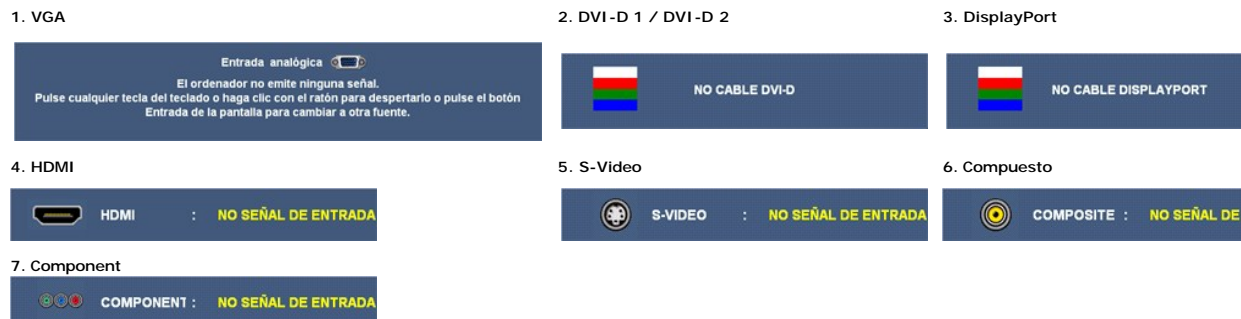 1. VGA
2. DVI-D 1 / DVI-D 2
3. DisplayPort
Entrada analógica
El ordenador no emite ninguna señal.
Pulse cualquier tecla del teclado o haga clic con el ratón para despertarlo o pulse el botón
Entrada de la pantalla para cambiar a otra fuente.
NO CABLE DVI-D
NO CABLE DISPLAYPORT
4. HDMI
5. S-Video
6. Compuesto
HDMI : NO SEÑAL DE ENTRADA
S-VIDEO : NO SEÑAL DE ENTRADA
COMPOSITE : NO SEÑAL DE
7. Component
COMPONENT : NO SEÑAL DE ENTRADA